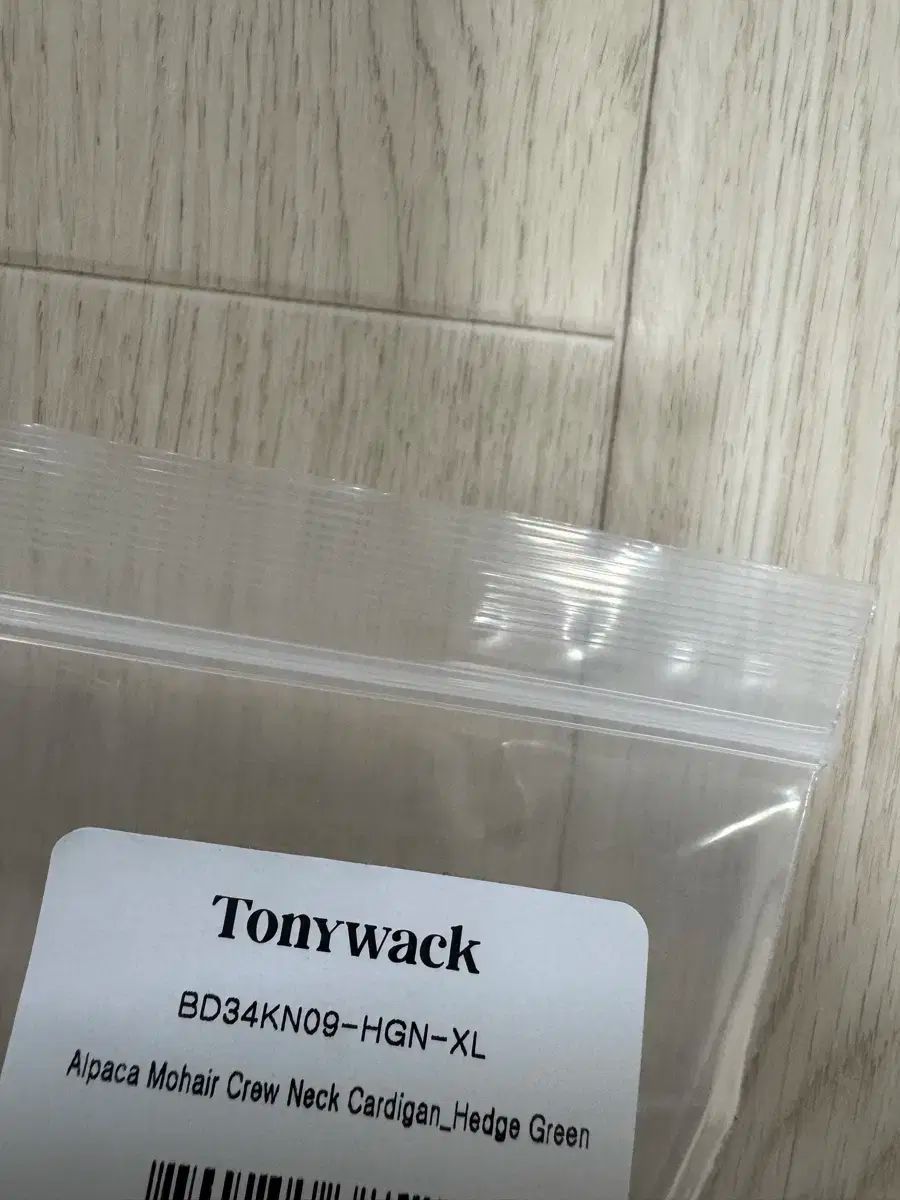 Tonywack
BD34KN09-HGN-XL
Alpaca Mohair Crew Neck Cardigan_Hedge Green